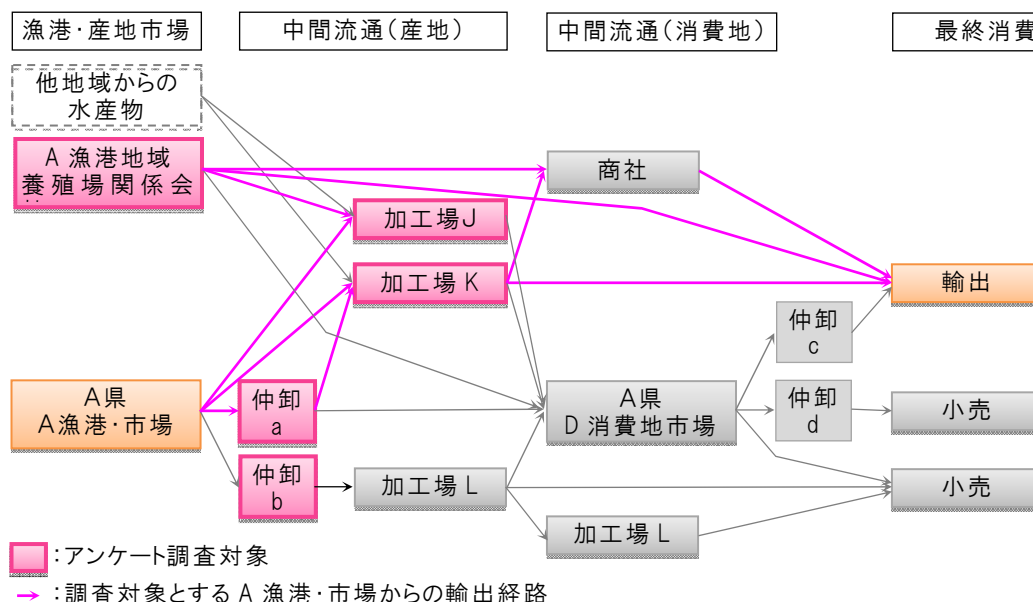 漁港・産地市場
中間流通(産地)
中間流通(消費地)
最終消費
他地域からの
水産物
A 漁港地域
養殖場関係会
商社
加工場J
加工場K
輸出
仲卸
c
A県
A漁港・市場
仲卸
a
A県
D 消費地市場
仲卸
d
小売
仲卸
b
加工場L
小売
加工場L
:アンケート調査対象
:調査対象とする A 漁港・市場からの輸出経路